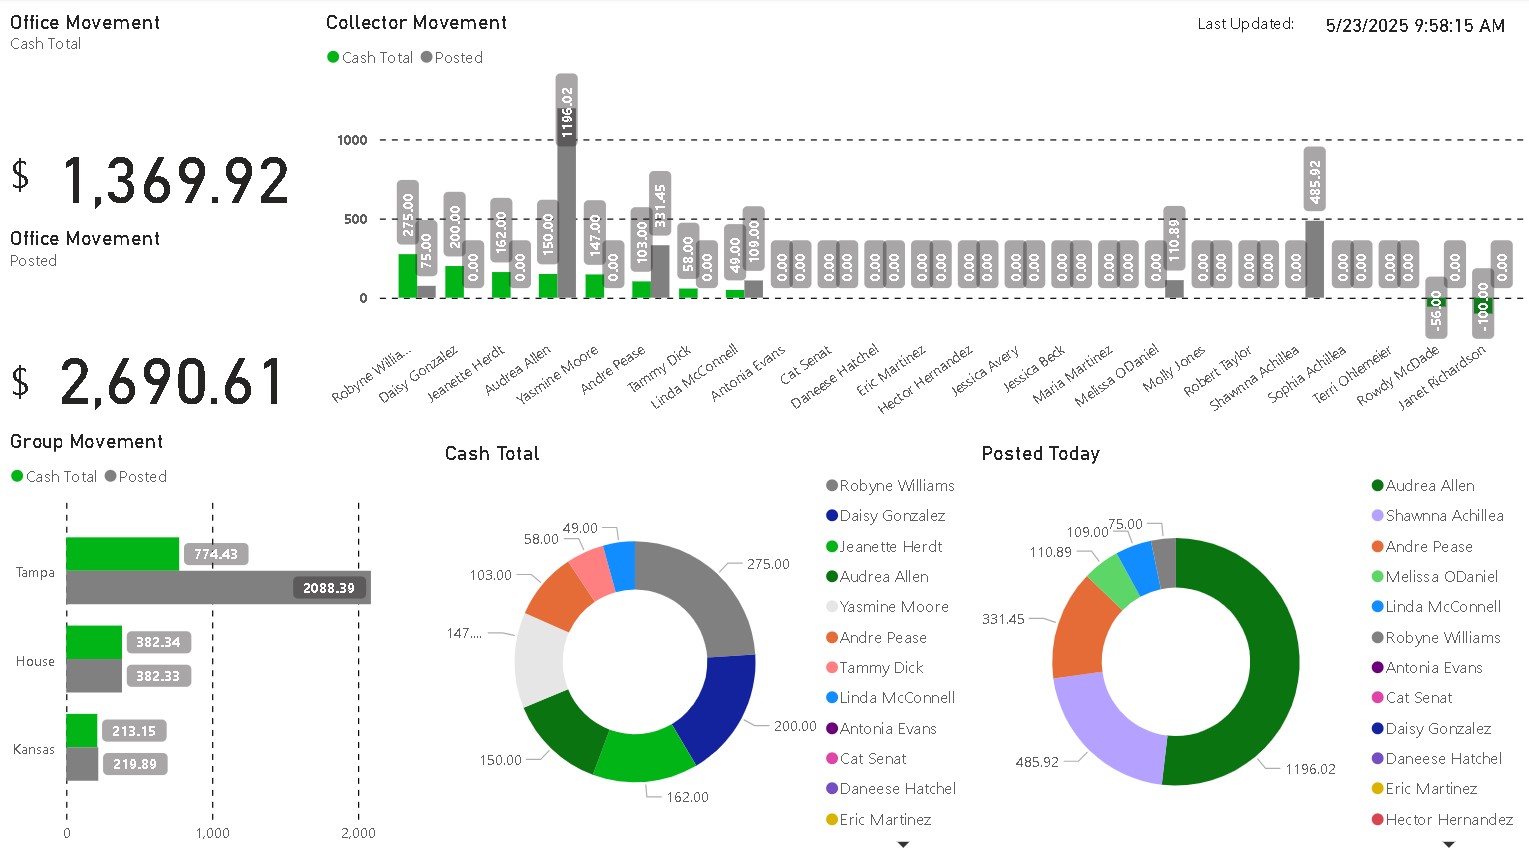 Office Movement
Cash Total
$ 1,369.92
Office Movement
Posted
$ 2,690.61
Collector Movement
Cash Total Posted
Last Updated: 5/23/2025 9:58:15 AM
1000
500
0
275.00 75.00 200.00 0.00 162.00 0.00 150.00 1196.02 147.00 0.00 103.00 331.45 58.00 0.00 49.00 109.00 0.00 0.00 0.00 0.00 0.00 0.00 0.00 0.00 0.00 0.00 0.00 0.00 0.00 0.00 0.00 0.00 0.00 110.89 0.00 0.00 0.00 0.00 0.00 485.92 0.00 0.00 0.00 0.00 -56.00 0.00 -100.00 0.00
Robyne Willia...
Daisy Gonzalez
Jeanette Herdt
Audrea Allen
Yasmine Moore
Andre Pease
Tammy Dick
Linda McConnell
Antonia Evans
Cat Senat
Daneese Hatchel
Eric Martinez
Hector Hernandez
Jessica Avery
Jessica Beck
Maria Martinez
Melissa ODaniel
Molly Jones
Robert Taylor
Shawnna Achillea
Sophia Achillea
Terri Ohlemeier
Rowdy McDade
Janet Richardson
Group Movement
Cash Total Posted
Tampa
774.43
2088.39
House
382.34
382.33
Kansas
213.15
219.89
0 1,000 2,000
Cash Total
49.00
58.00
103.00
147....
150.00
162.00
200.00
275.00
Robyne Williams
Daisy Gonzalez
Jeanette Herdt
Audrea Allen
Yasmine Moore
Andre Pease
Tammy Dick
Linda McConnell
Antonia Evans
Cat Senat
Daneese Hatchel
Eric Martinez
Posted Today
75.00
109.00
110.89
331.45
485.92
1196.02
Audrea Allen
Shawnna Achillea
Andre Pease
Melissa ODaniel
Linda McConnell
Robyne Williams
Antonia Evans
Cat Senat
Daisy Gonzalez
Daneese Hatchel
Eric Martinez
Hector Hernandez